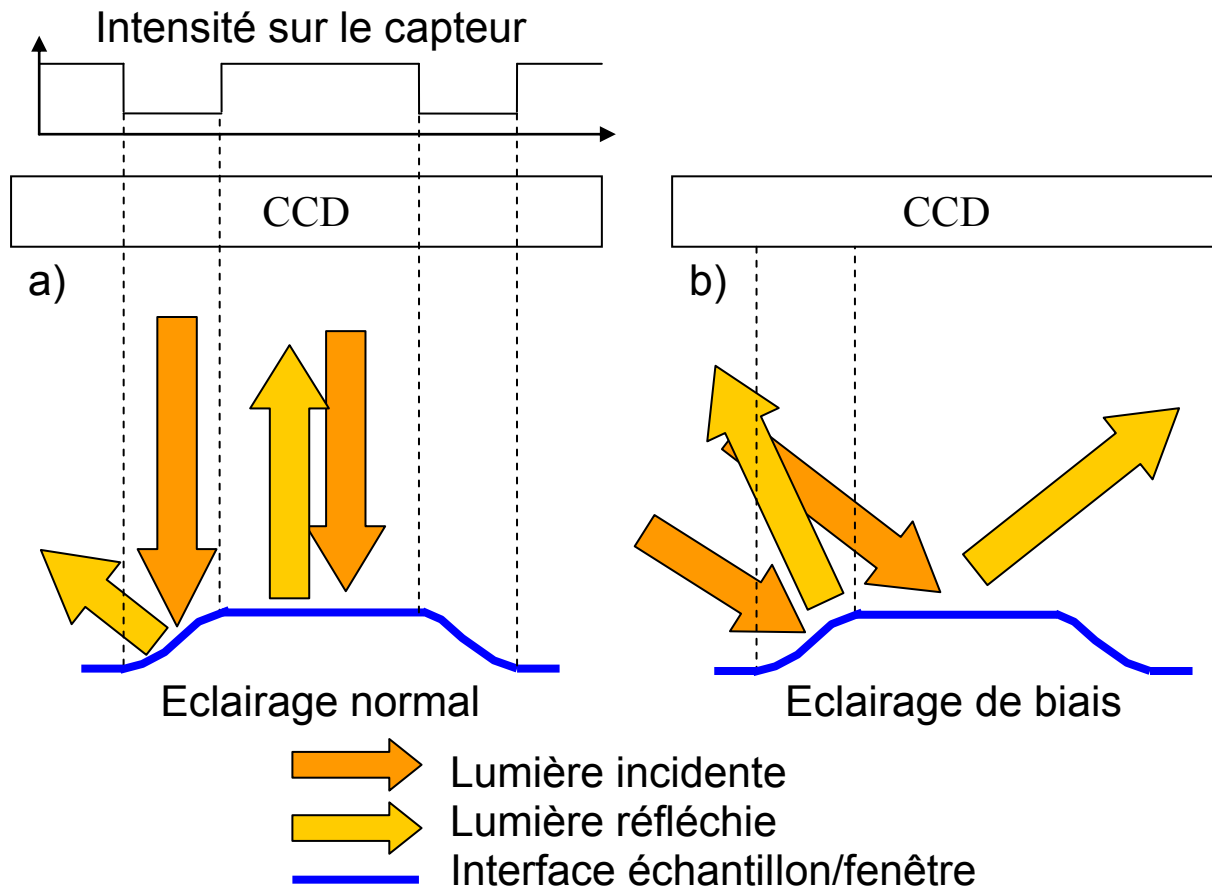 Intensité sur le capteur
CCD
CCD
a)
b)
Eclairage normal
Eclairage de biais
Lumière incidente
Lumière réfléchie
Interface échantillon/fenêtre